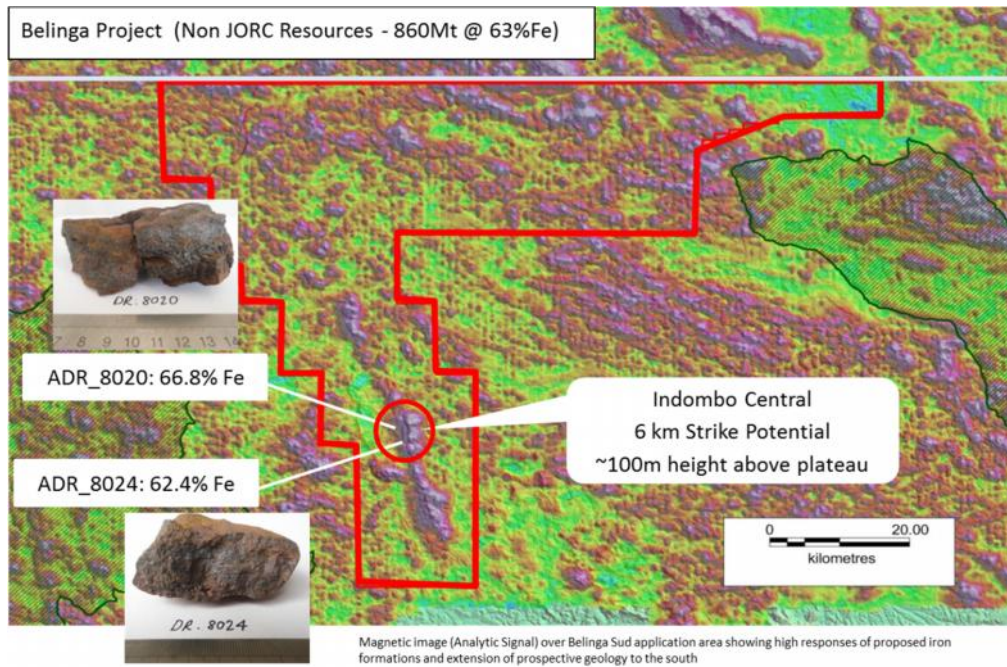 Belinga Project (Non JORC Resources - 860Mt @ 63%Fe)
DR. 8020
7 8 9 10 11 12 13 14
ADR_8020: 66.8% Fe
Indombo Central
6 km Strike Potential
~100m height above plateau
ADR_8024: 62.4% Fe
DR. 8024
0 20.00
kilometres
Magnetic image (Analytic Signal) over Belinga Sud application area showing high responses of proposed iron
formations and extension of prospective geology to the south